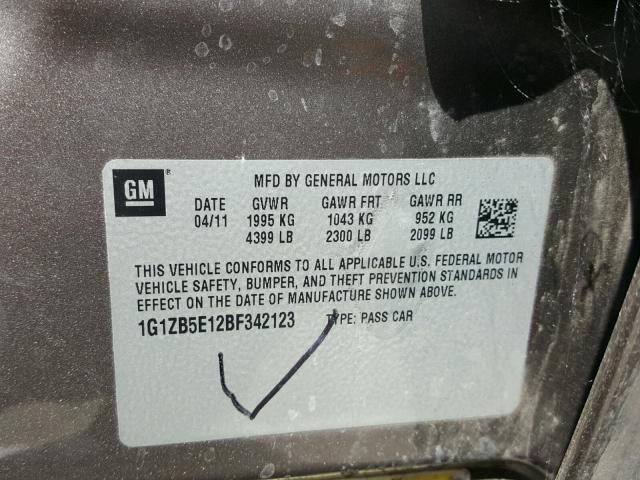 GM ®
MFD BY GENERAL MOTORS LLC
DATE GVWR GAWR FRT GAWR RR
04/11 1995 KG 1043 KG 952 KG
4399 LB 2300 LB 2099 LB
THIS VEHICLE CONFORMS TO ALL APPLICABLE U.S. FEDERAL MOTOR
VEHICLE SAFETY, BUMPER, AND THEFT PREVENTION STANDARDS IN
EFFECT ON THE DATE OF MANUFACTURE SHOWN ABOVE.
1G1ZB5E12BF342123 TYPE: PASS CAR